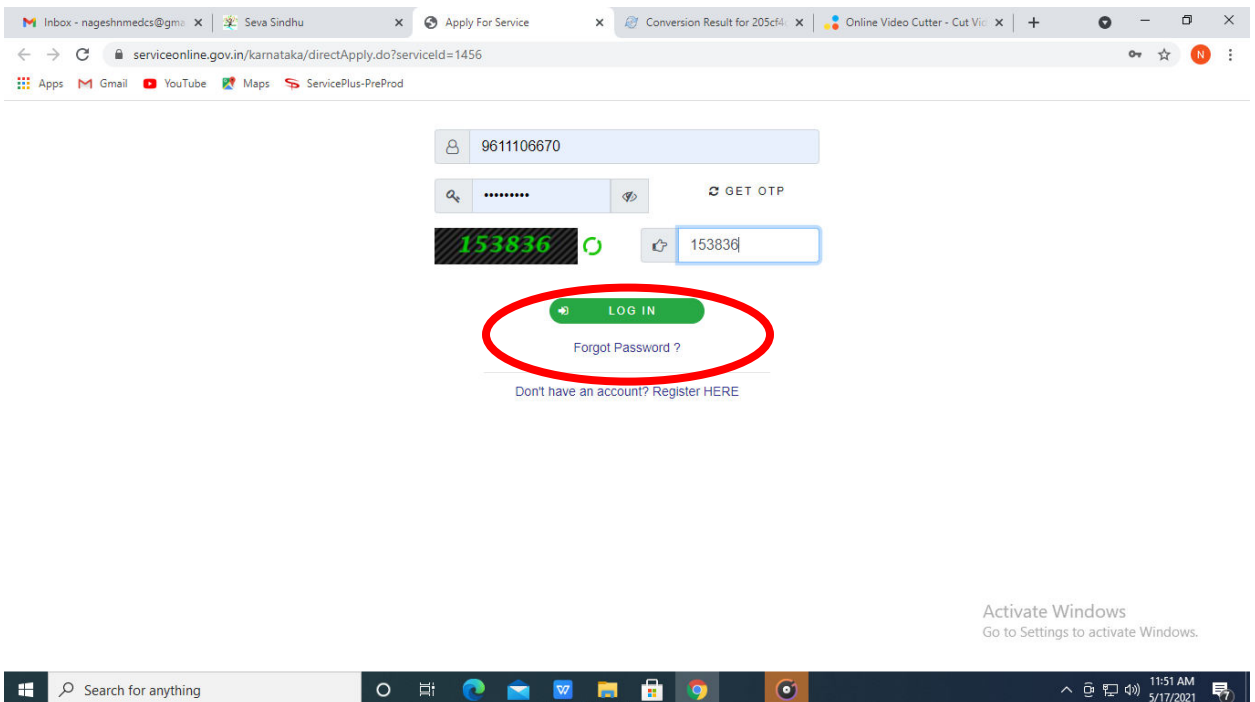 Inbox - nageshnmedcs@gma
Seva Sindhu
Apply For Service
Conversion Result for 205cf4
Online Video Cutter - Cut Vi
serviceonline.gov.in/karnataka/directApply.do?serviceId=1456
N
Apps
Gmail
YouTube
Maps
ServicePlus-PreProd
9611106670
•••••••••
GET OTP
153836
153836
LOG IN
Forgot Password ?
Don't have an account? Register HERE
Activate Windows
Go to Settings to activate Windows.
Search for anything
11:51 AM
5/17/2021
7